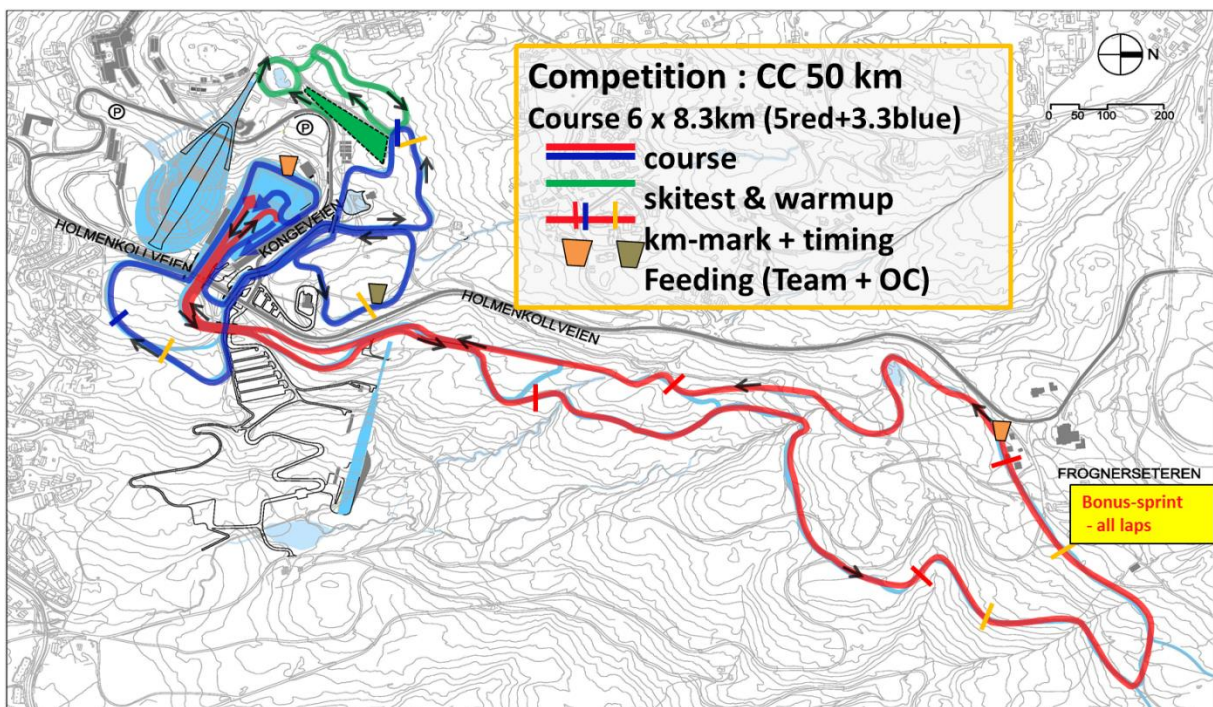 Competition : CC 50 km
Course 6 x 8.3km (5red+3.3blue)
course
skitest & warmup
km-mark + timing
Feeding (Team + OC)
N
0
100
200
P
P
HOLMENKOLLVEIEN
KONGEVEIEN
HOLMENKOLLVEIEN
FROGNERSETEREN
Bonus-sprint
- all laps